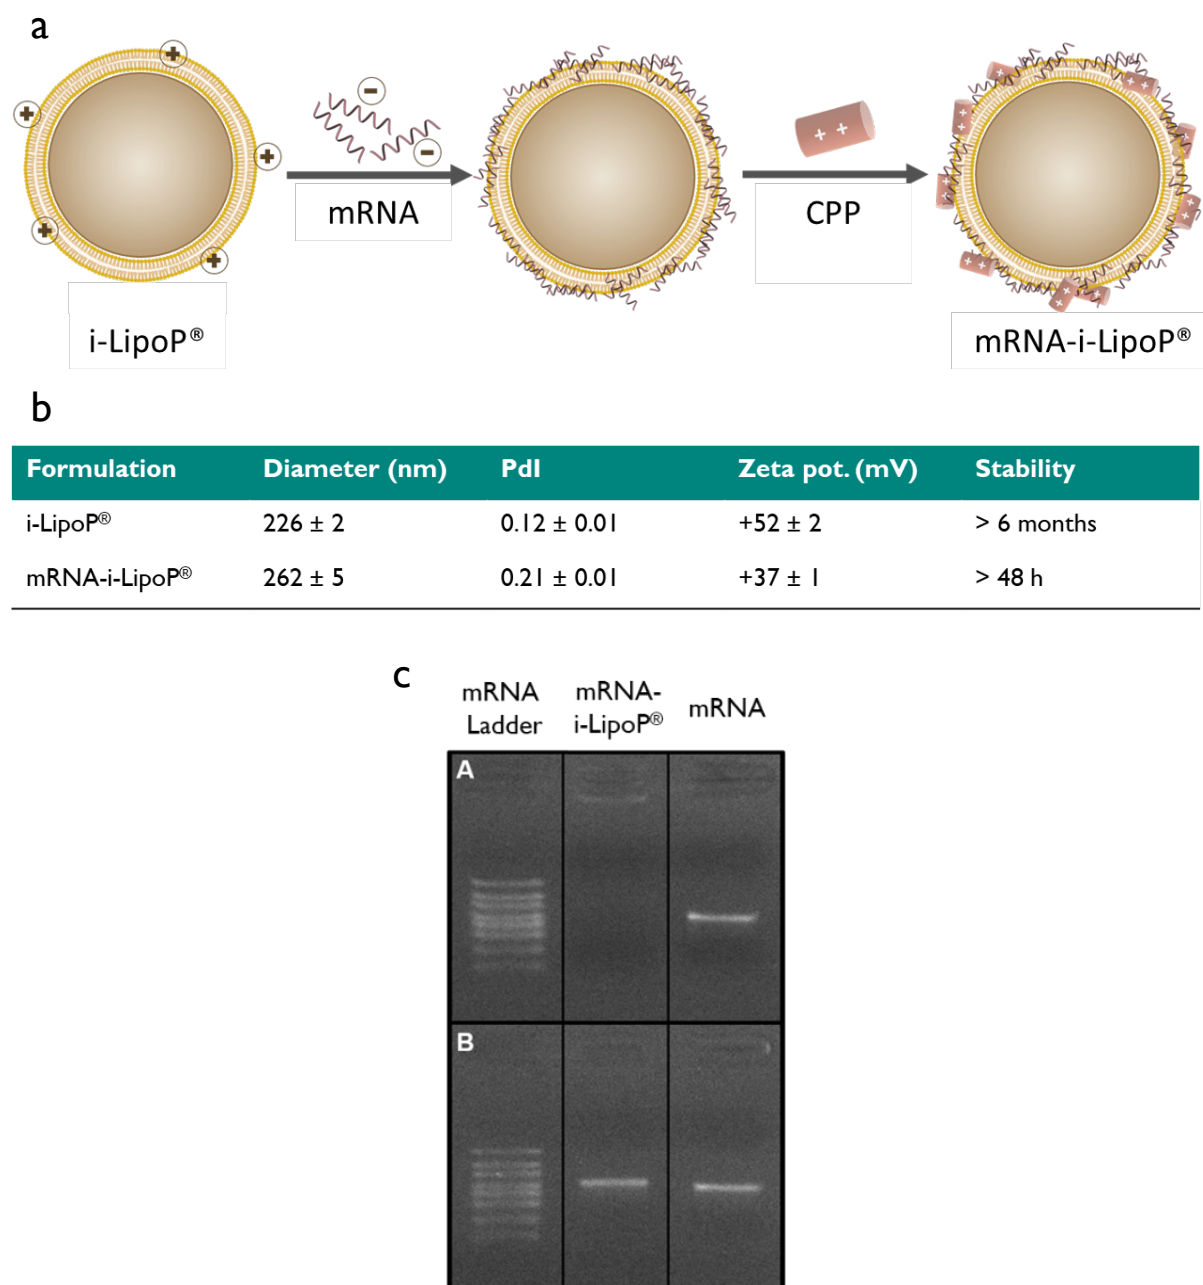 a
mRNA
CPP
i-LipoP®
mRNA-i-LipoP®
b
Formulation Diameter (nm) PdI Zeta pot. (mV) Stability
i-LipoP® 226 ± 2 0.12 ± 0.01 +52 ± 2 > 6 months
mRNA-i-LipoP® 262 ± 5 0.21 ± 0.01 +37 ± 1 > 48 h
c
mRNA
Ladder
mRNA-
i-LipoP®
mRNA
A
B